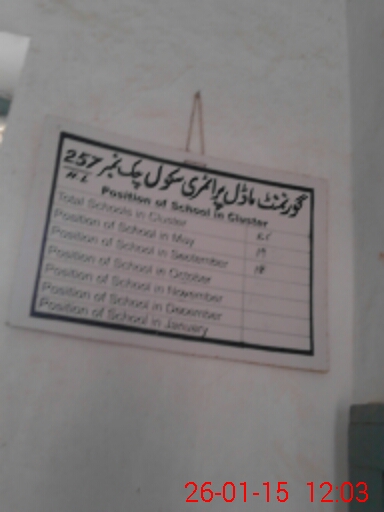 گورنمنٹ ماڈل پرائمری سکول چک نمبر 257
Position of School in Cluster
Total Schools in Cluster
Position of School in May 19
Position of School in September 18
Position of School in October
Position of School in November
Position of School in December
Position of School in January
26-01-15 12:03